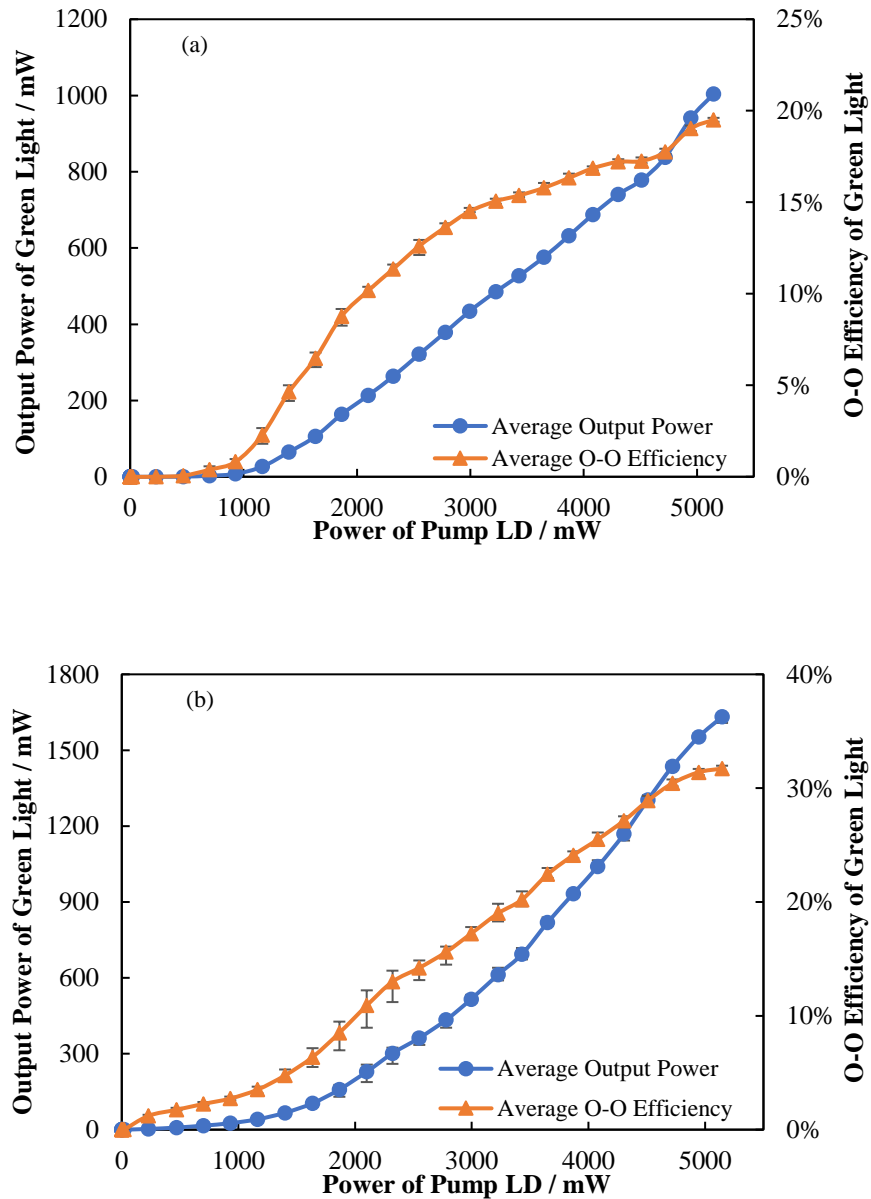 (a)
Output Power of Green Light / mW
1200
1000
800
600
400
200
0
O-O Efficiency of Green Light
25%
20%
15%
10%
5%
0%
Average Output Power
Average O-O Efficiency
0 1000 2000 3000 4000 5000
Power of Pump LD / mW
(b)
Output Power of Green Light / mW
1800
1500
1200
900
600
300
0
O-O Efficiency of Green Light
40%
30%
20%
10%
0%
Average Output Power
Average O-O Efficiency
0 1000 2000 3000 4000 5000
Power of Pump LD / mW